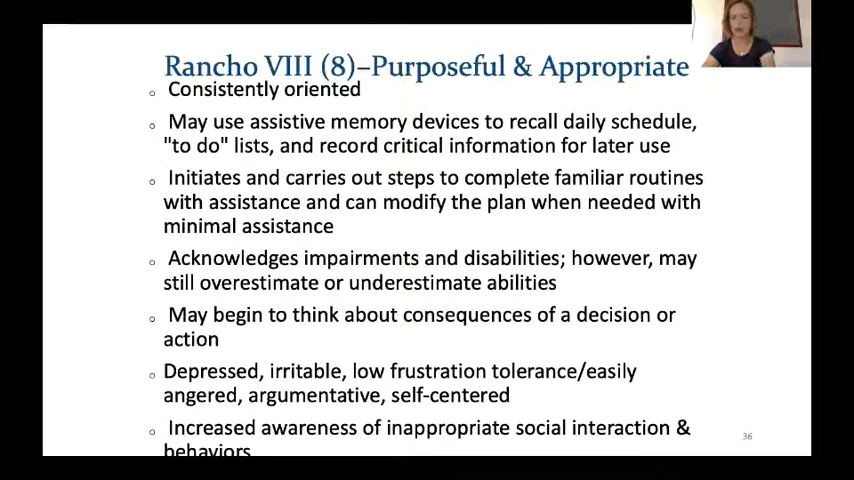 Rancho VIII (8)–Purposeful & Appropriate
○ Consistently oriented
○ May use assistive memory devices to recall daily schedule,
"to do" lists, and record critical information for later use
○ Initiates and carries out steps to complete familiar routines
with assistance and can modify the plan when needed with
minimal assistance
○ Acknowledges impairments and disabilities; however, may
still overestimate or underestimate abilities
○ May begin to think about consequences of a decision or
action
○ Depressed, irritable, low frustration tolerance/easily
angered, argumentative, self-centered
○ Increased awareness of inappropriate social interaction &
behaviors
36